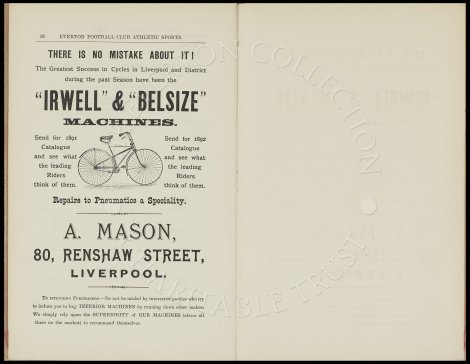 36 EVERTON FOOTBALL CLUB ATHLETIC SPORTS.
THERE IS NO MISTAKE ABOUT IT!
The Greatest Success in Cycles in Liverpool and District
during the past Season have been the
"IRWELL" & "BELSIZE"
MACHINES.
Send for 1892
Catalogue
and see what
the leading
Riders
think of them.
Send for 1892
Catalogue
and see what
the leading
Riders
think of them.
Repairs to Pneumatics a Speciality.
A. MASON,
80, RENSHAW STREET,
LIVERPOOL.
TO INTENDING PURCHASERS.—Do not be misled by interested parties who try
to induce you to buy INFERIOR MACHINES by running down other makes.
We simply rely upon the SUPERIORITY of OUR MACHINES (above all
there on the market) to recommend themselves.
EVERTON COLLECTION
CHARITABLE TRUST